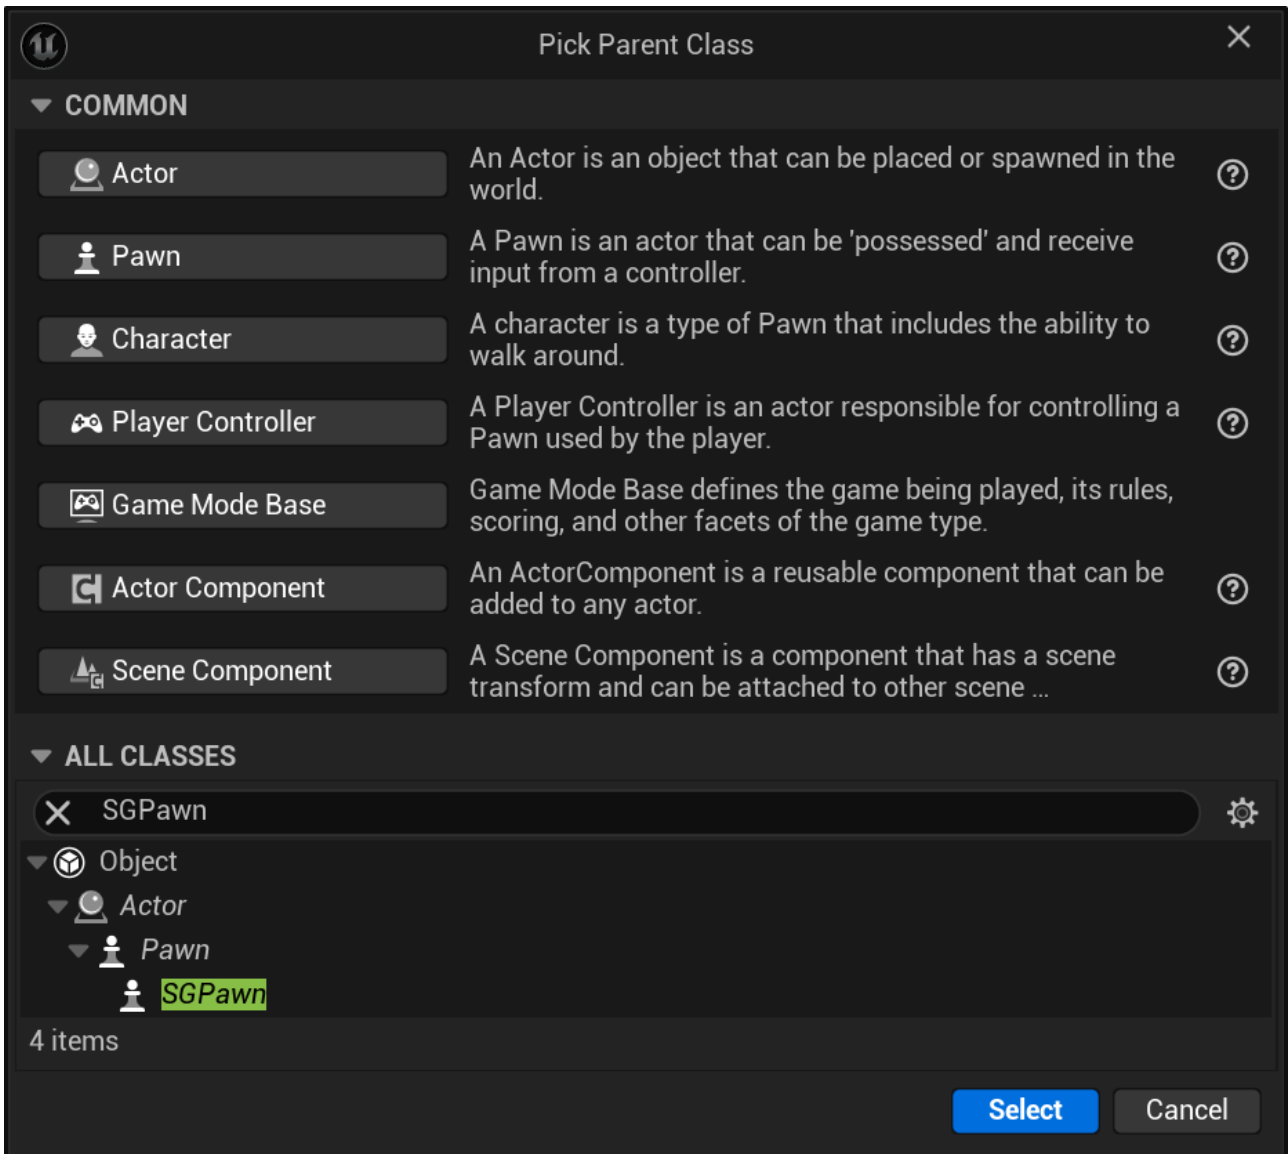 Pick Parent Class
COMMON
Actor
An Actor is an object that can be placed or spawned in the
world.
Pawn
A Pawn is an actor that can be 'possessed' and receive
input from a controller.
Character
A character is a type of Pawn that includes the ability to
walk around.
Player Controller
A Player Controller is an actor responsible for controlling a
Pawn used by the player.
Game Mode Base
Game Mode Base defines the game being played, its rules,
scoring, and other facets of the game type.
Actor Component
An ActorComponent is a reusable component that can be
added to any actor.
Scene Component
A Scene Component is a component that has a scene
transform and can be attached to other scene ...
ALL CLASSES
SGPawn
Object
Actor
Pawn
SGPawn
4 items
Select
Cancel